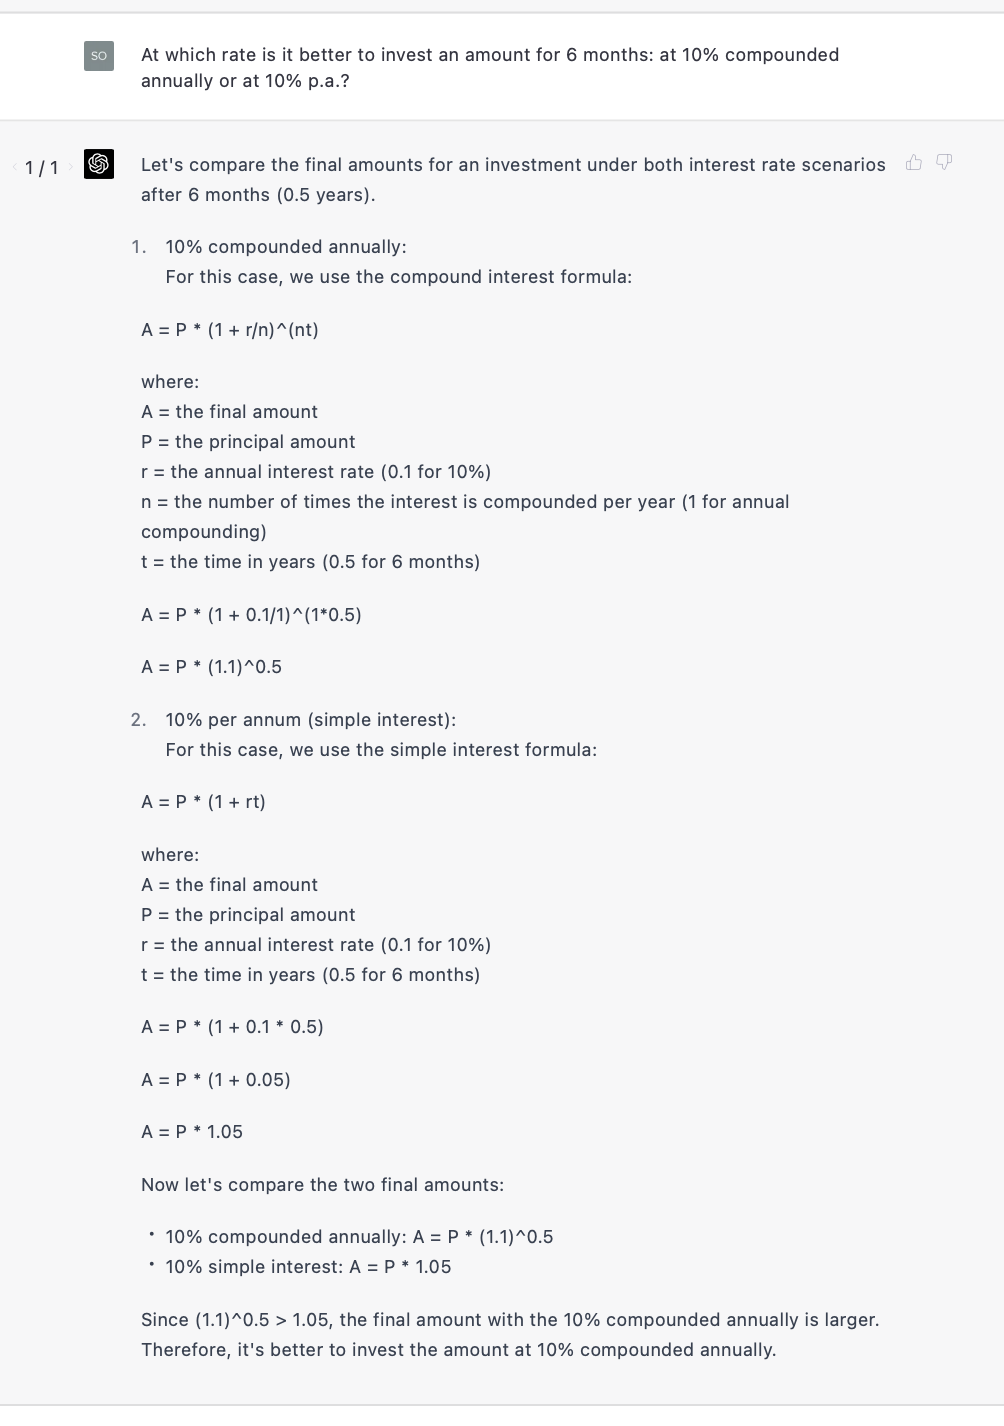 SO
At which rate is it better to invest an amount for 6 months: at 10% compounded
annually or at 10% p.a.?
1 / 1
Let's compare the final amounts for an investment under both interest rate scenarios
after 6 months (0.5 years).
1. 10% compounded annually:
For this case, we use the compound interest formula:
A = P * (1 + r/n)^(nt)
where:
A = the final amount
P = the principal amount
r = the annual interest rate (0.1 for 10%)
n = the number of times the interest is compounded per year (1 for annual
compounding)
t = the time in years (0.5 for 6 months)
A = P * (1 + 0.1/1)^(1*0.5)
A = P * (1.1)^0.5
2. 10% per annum (simple interest):
For this case, we use the simple interest formula:
A = P * (1 + rt)
where:
A = the final amount
P = the principal amount
r = the annual interest rate (0.1 for 10%)
t = the time in years (0.5 for 6 months)
A = P * (1 + 0.1 * 0.5)
A = P * (1 + 0.05)
A = P * 1.05
Now let's compare the two final amounts:
• 10% compounded annually: A = P * (1.1)^0.5
• 10% simple interest: A = P * 1.05
Since (1.1)^0.5 > 1.05, the final amount with the 10% compounded annually is larger.
Therefore, it's better to invest the amount at 10% compounded annually.